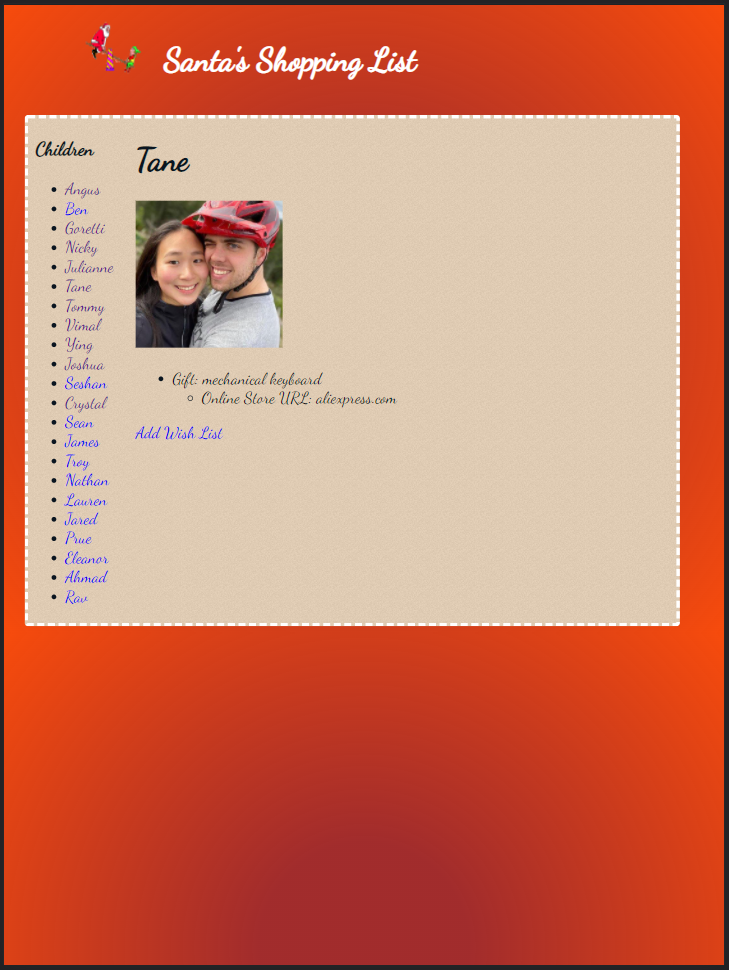 Santa's Shopping List
Children
Angus
Ben
Goretti
Nicky
Julianne
Tane
Tommy
Vimal
Ying
Joshua
Seshan
Crystal
Sean
James
Troy
Nathan
Lauren
Jared
Prue
Eleanor
Ahmad
Rav
Tane
Gift: mechanical keyboard
Online Store URL: aliexpress.com
Add Wish List